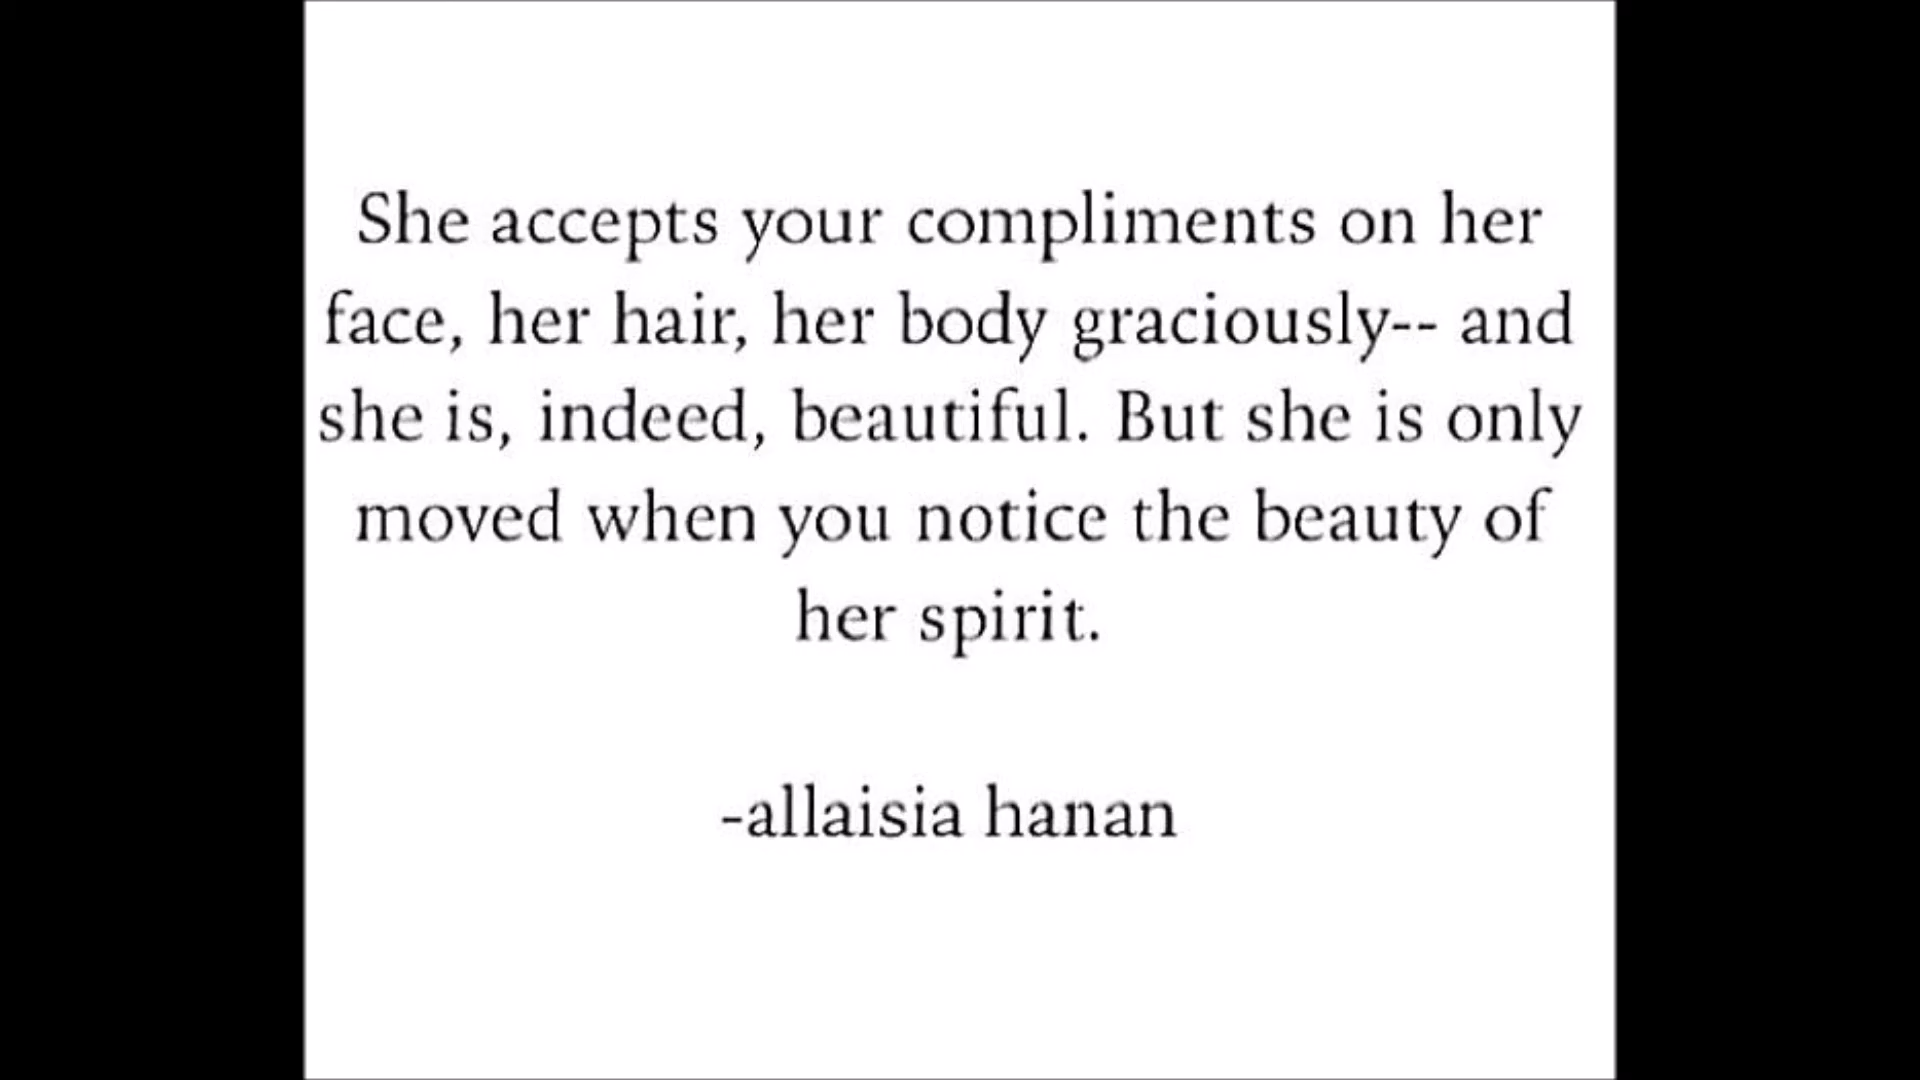 She accepts your compliments on her
face, her hair, her body graciously-- and
she is, indeed, beautiful. But she is only
moved when you notice the beauty of
her spirit.
-allaisia hanan